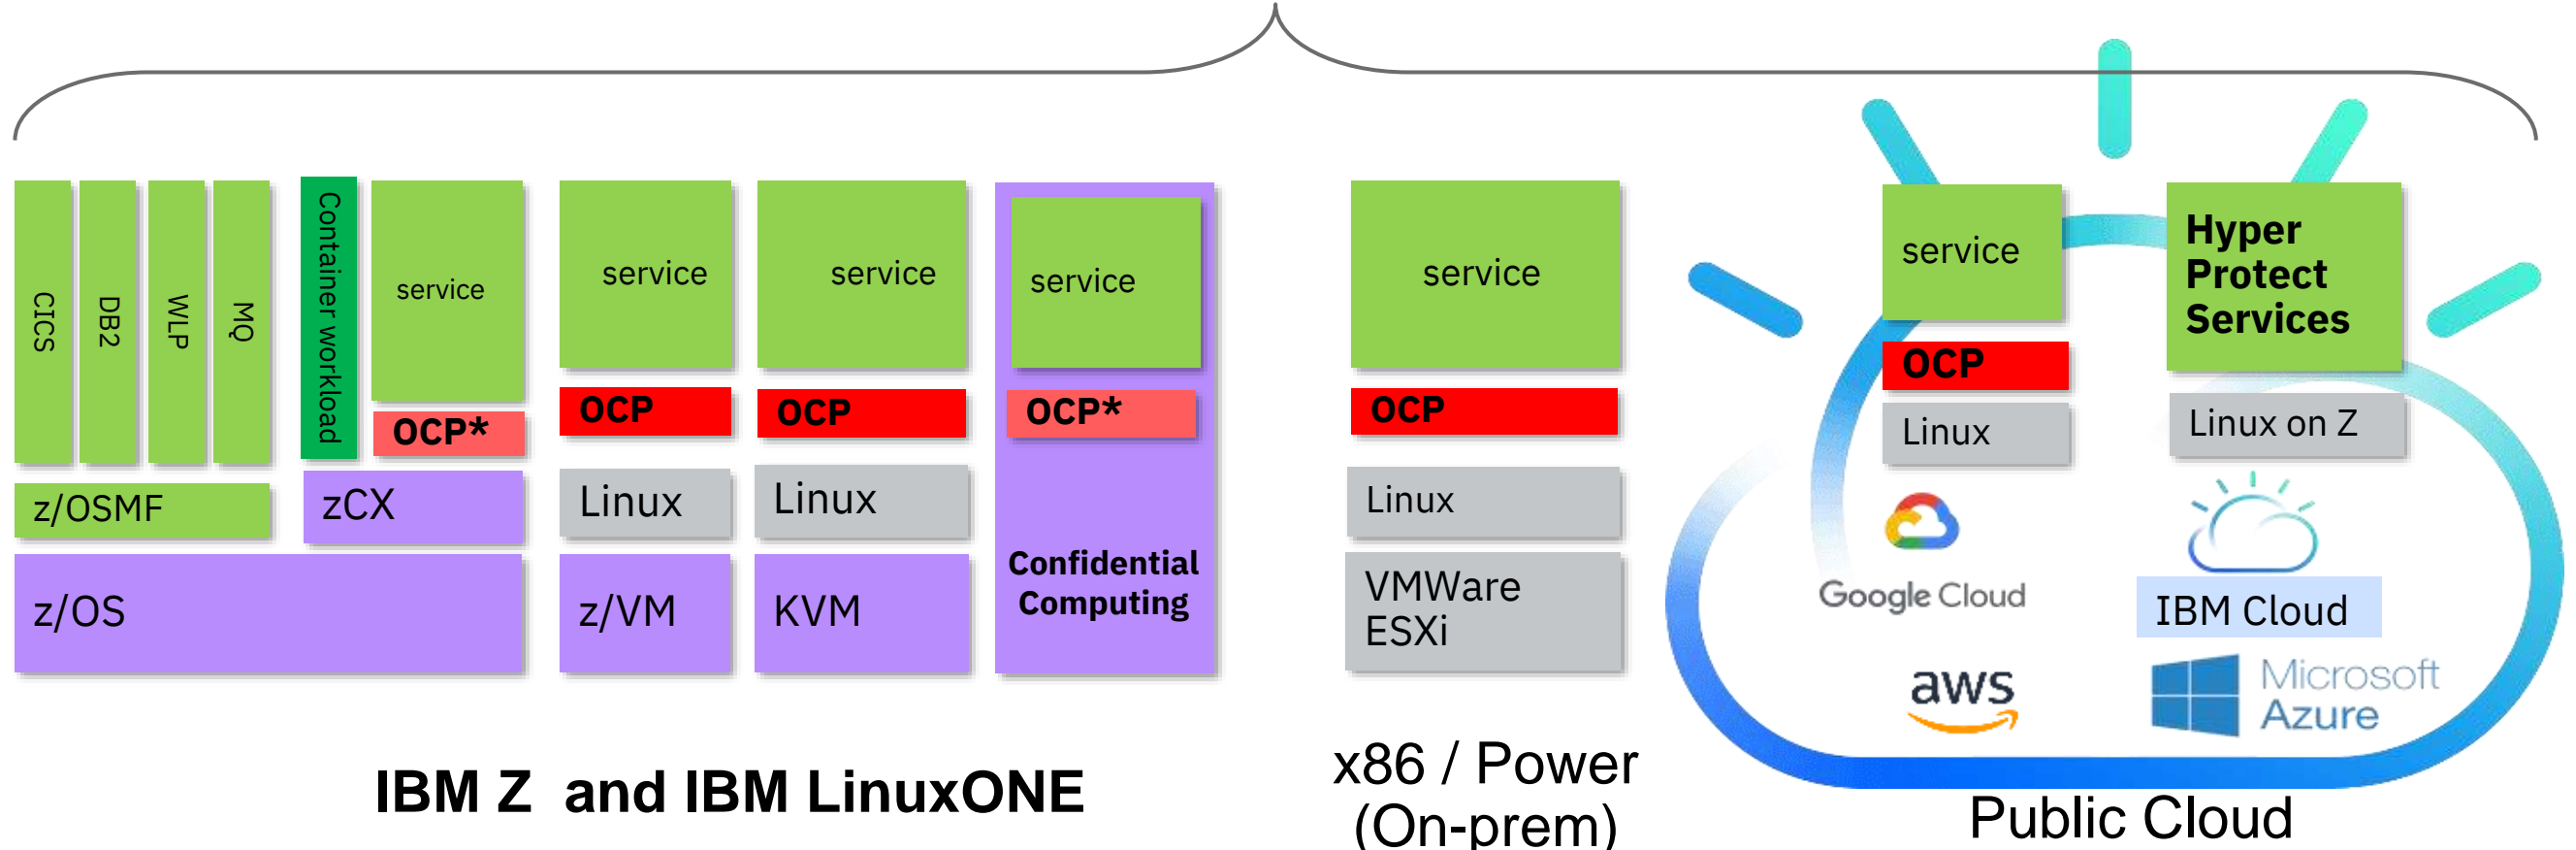 CICS
DB2
WLP
MQ
Container workload
service
OCP*
z/OSMF
zCX
z/OS
service
OCP
Linux
z/VM
service
OCP
Linux
KVM
service
OCP*
Confidential
Computing
IBM Z and IBM LinuxONE
service
OCP
Linux
VMWare
ESXi
x86 / Power
(On-prem)
service
OCP
Linux
Hyper
Protect
Services
Linux on Z
Google Cloud
IBM Cloud
aws
Microsoft
Azure
Public Cloud